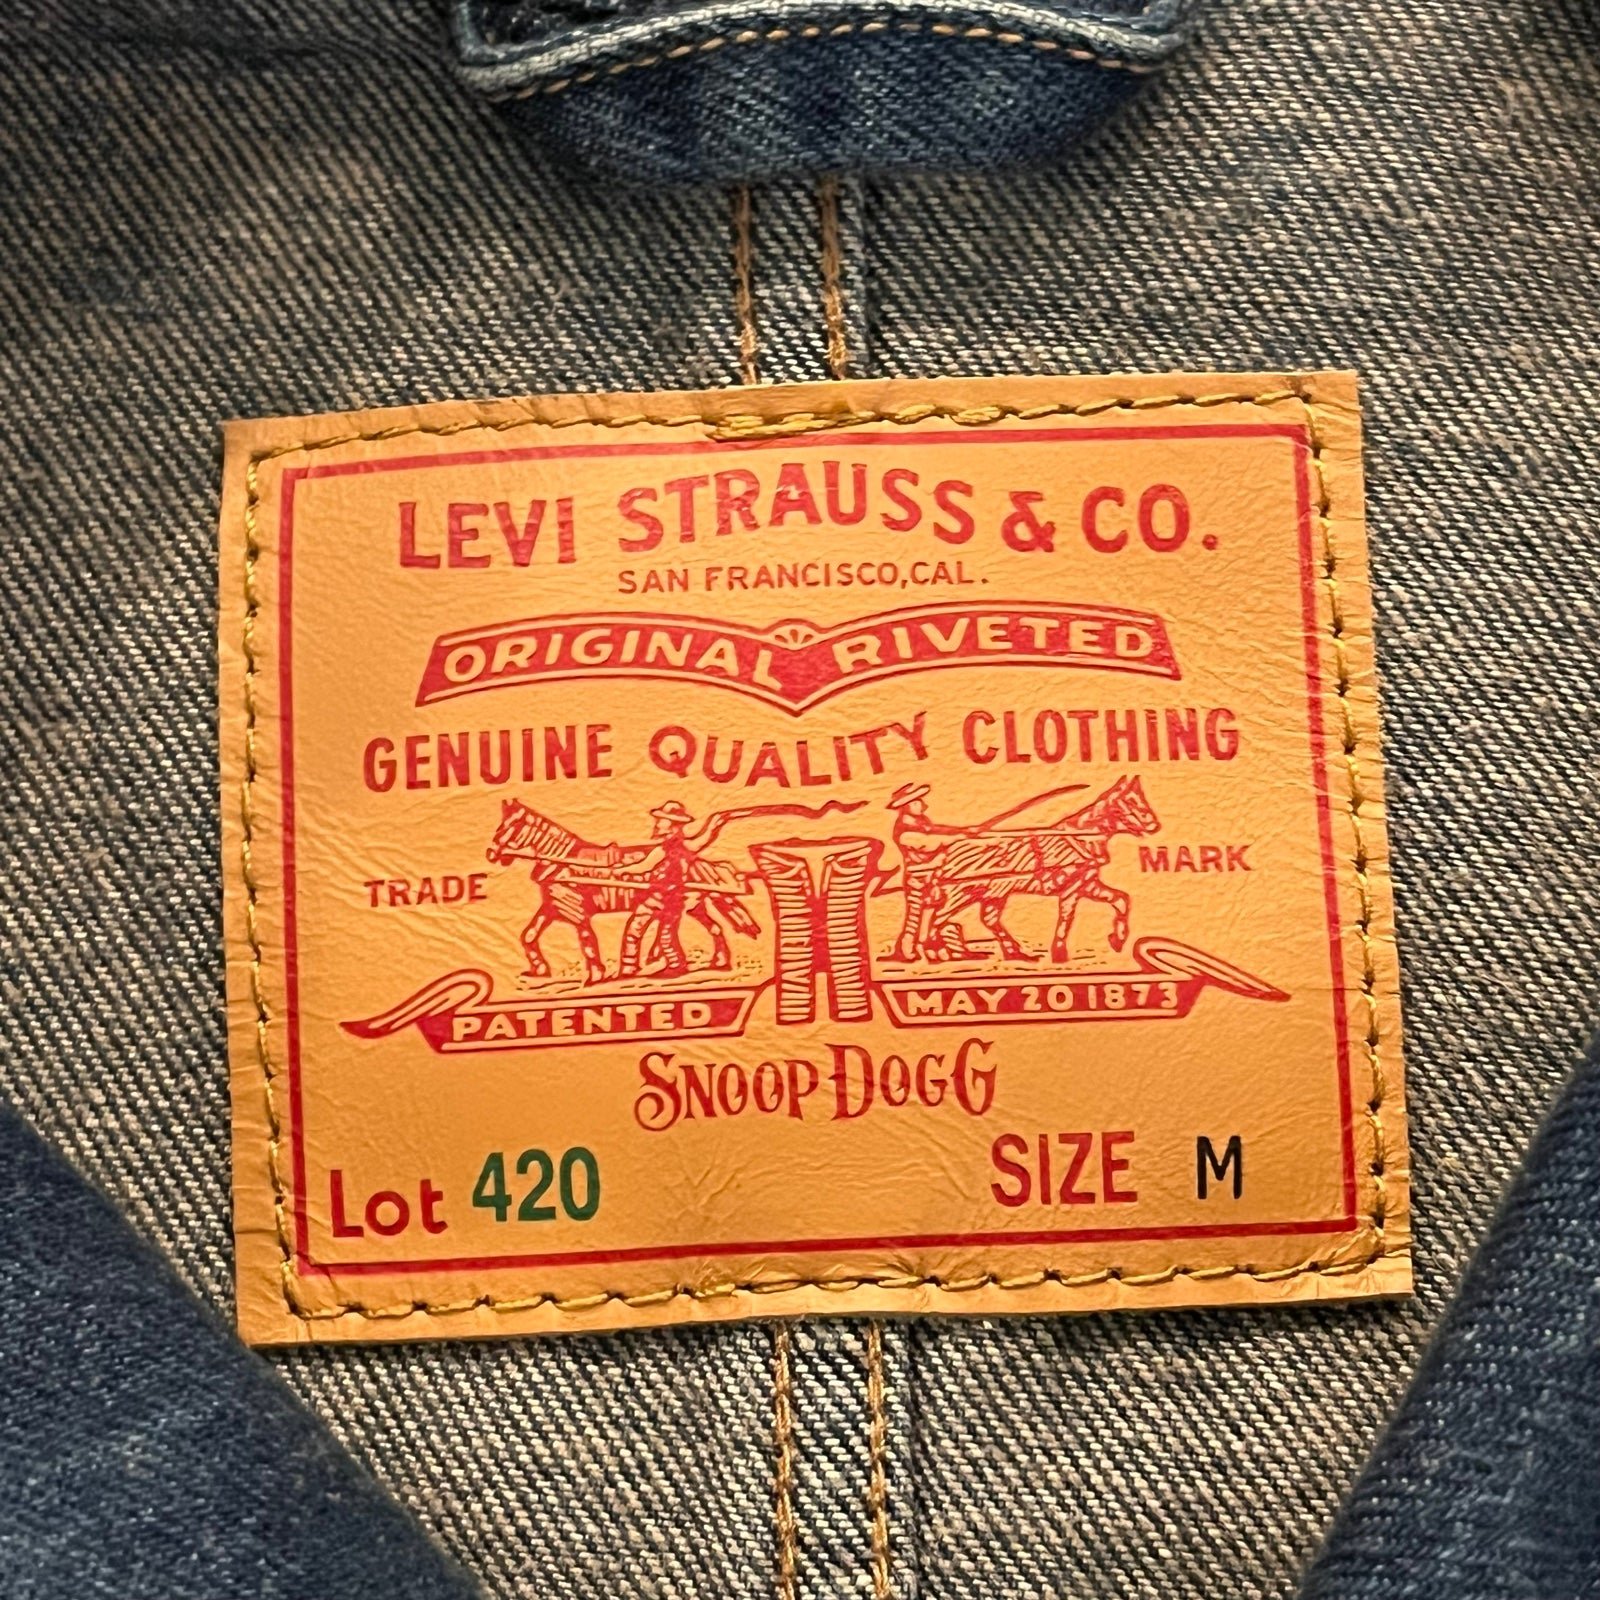 LEVI STRAUSS & CO.
SAN FRANCISCO, CAL.
ORIGINAL RIVETED
GENUINE QUALITY CLOTHING
TRADE MARK
PATENTED MAY 20 1873
SNOOP DOGG
Lot 420 SIZE M